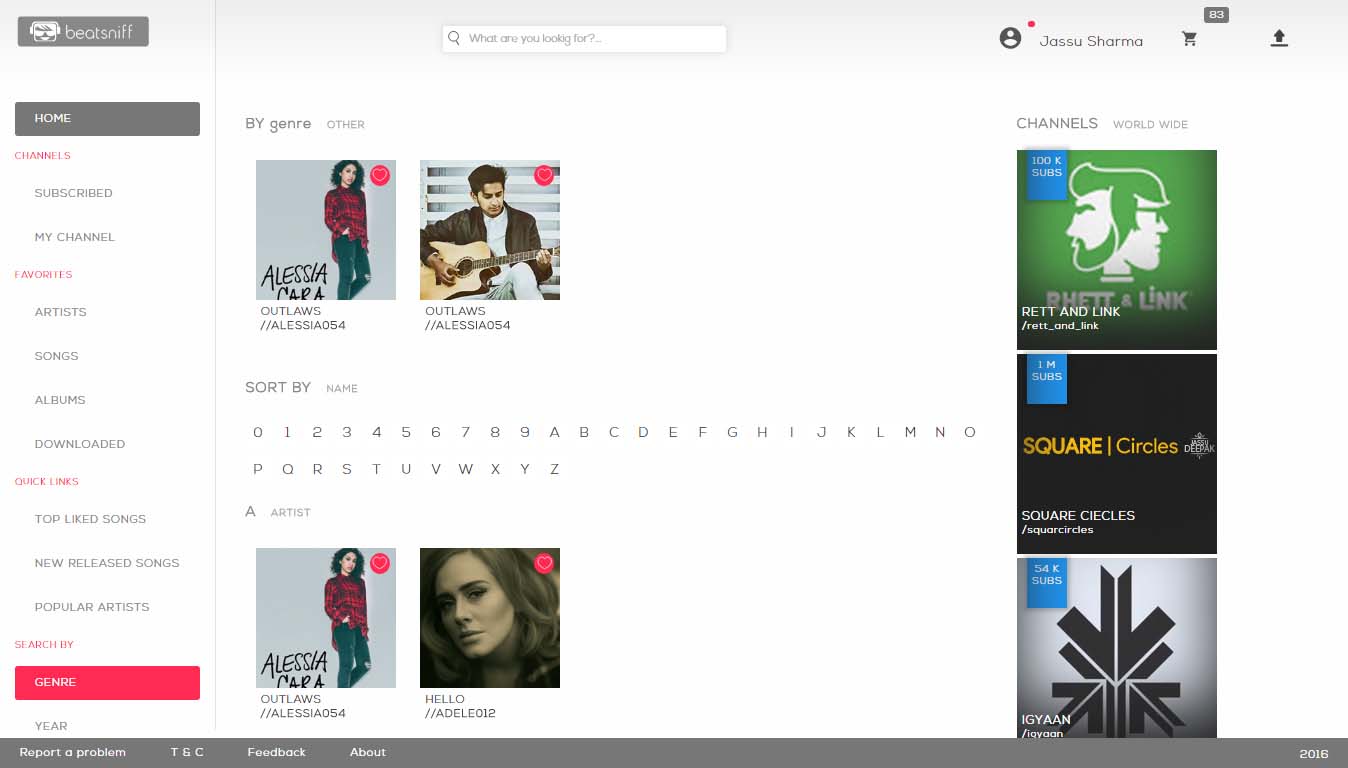 beatsniff
What are you lookig for?...
Jassu Sharma
83
HOME
CHANNELS
SUBSCRIBED
MY CHANNEL
FAVORITES
ARTISTS
SONGS
ALBUMS
DOWNLOADED
QUICK LINKS
TOP LIKED SONGS
NEW RELEASED SONGS
POPULAR ARTISTS
SEARCH BY
GENRE
YEAR
BY genre OTHER
ALESSIA
CARA
OUTLAWS
//ALESSIA054
OUTLAWS
//ALESSIA054
SORT BY NAME
0 1 2 3 4 5 6 7 8 9 A B C D E F G H I J K L M N O
P Q R S T U V W X Y Z
A ARTIST
ALESSIA
CARA
OUTLAWS
//ALESSIA054
HELLO
//ADELE012
CHANNELS WORLD WIDE
100 K
SUBS
RHETT & LINK
RETT AND LINK
/rett_and_link
1 M
SUBS
SQUARE | Circles
JASSU
DEEPAK
SQUARE CIECLES
/squarcircles
54 K
SUBS
IGYAAN
/igyaan
Report a problem T & C Feedback About 2016